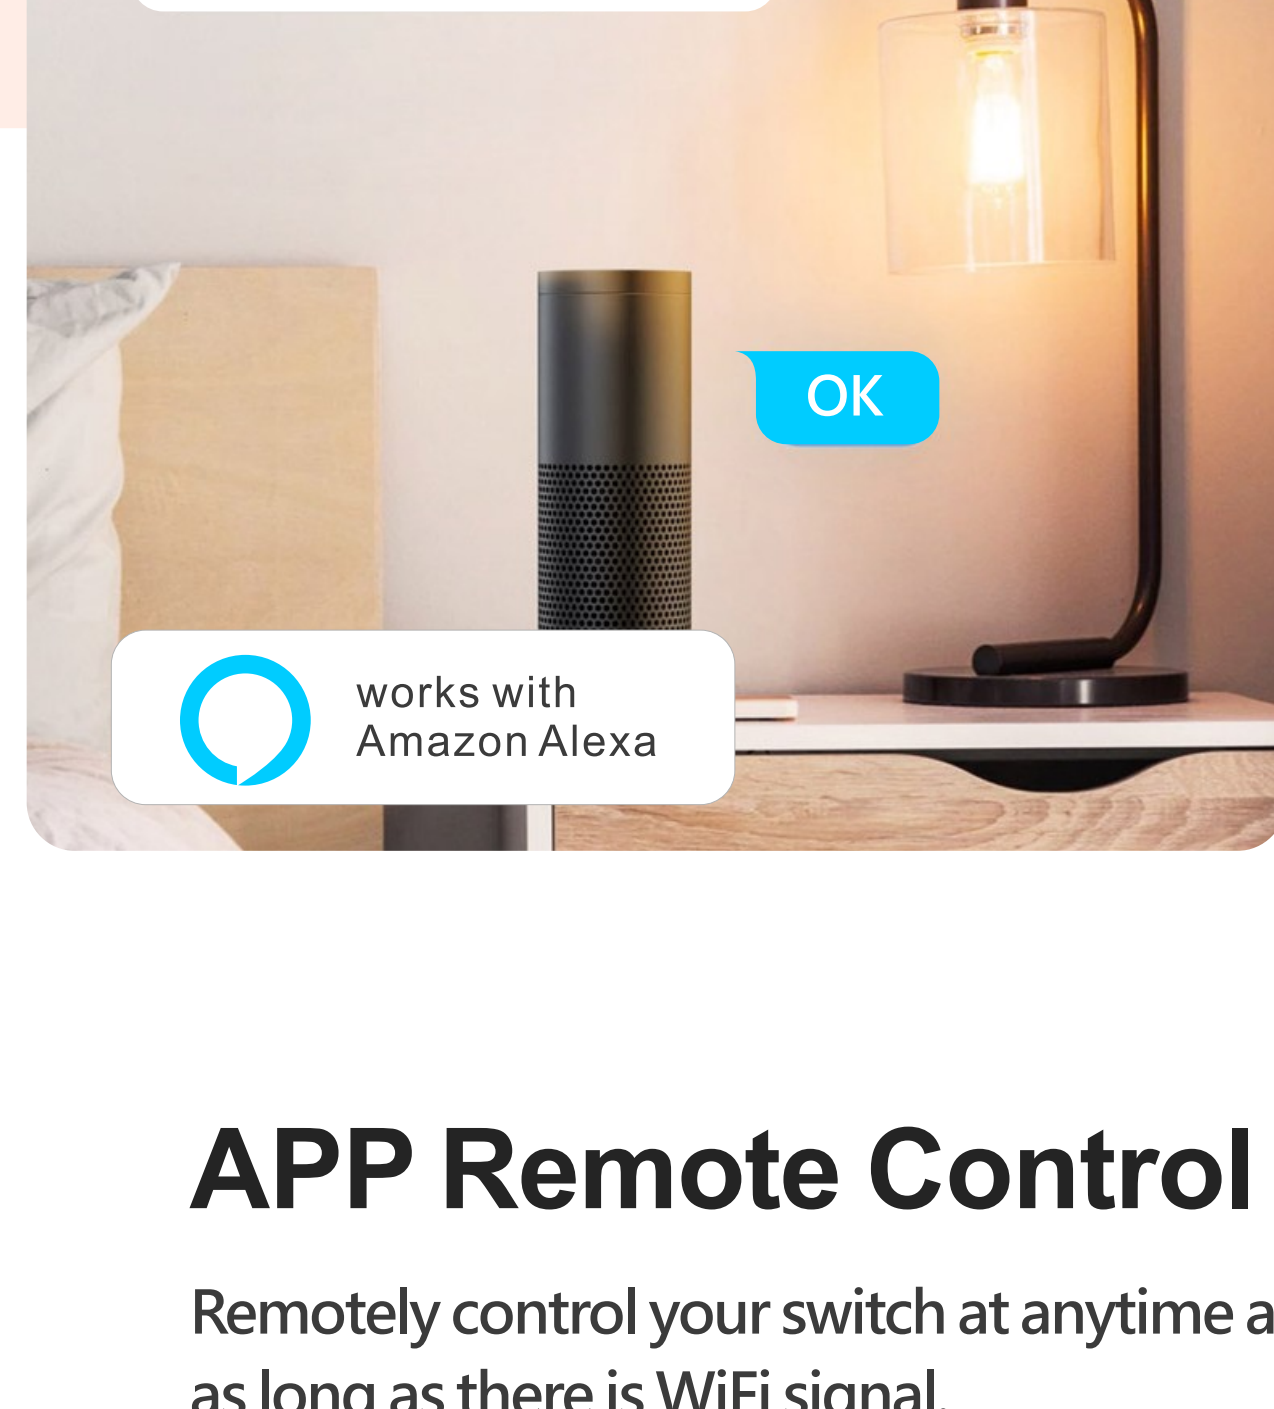 OK
works with
Amazon Alexa
APP Remote Control
Remotely control your switch at anytime a
as long as there is WiFi signal.